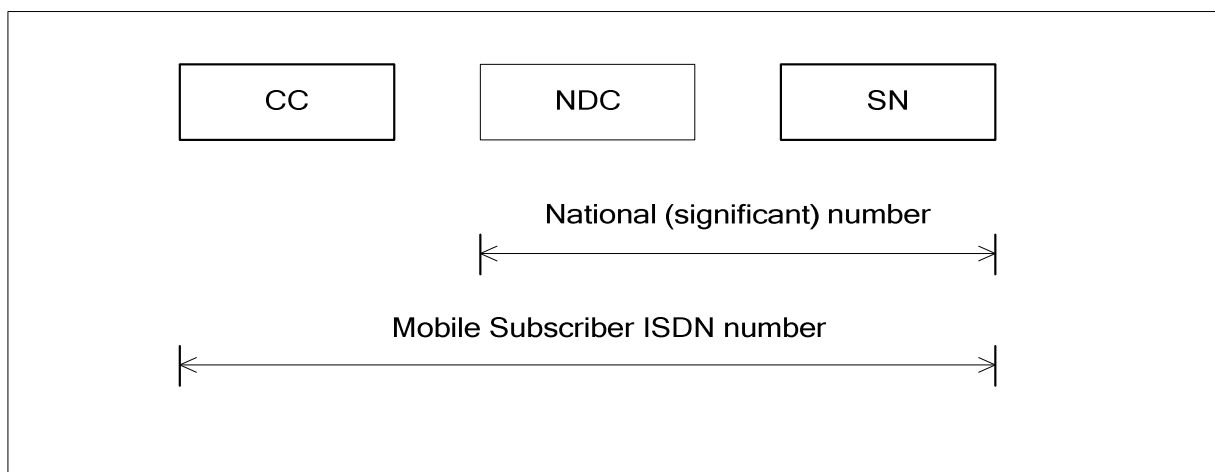 CC NDC SN
National (significant) number
Mobile Subscriber ISDN number